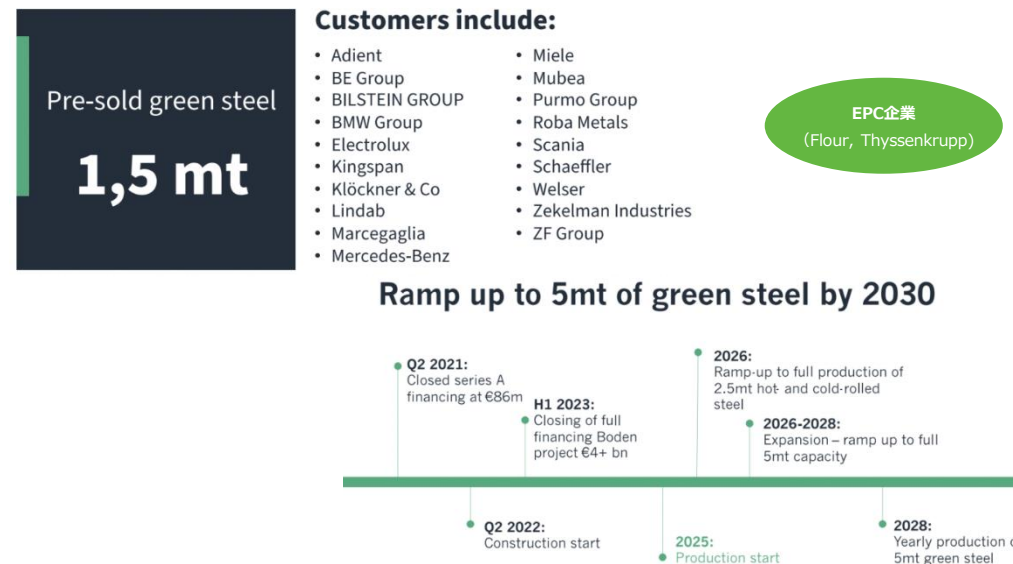 Pre-sold green steel
1,5 mt
Customers include:
• Adient
• BE Group
• BILSTEIN GROUP
• BMW Group
• Electrolux
• Kingspan
• Klöckner & Co
• Lindab
• Marcegaglia
• Mercedes-Benz
• Miele
• Mubea
• Purmo Group
• Roba Metals
• Scania
• Schaeffler
• Welser
• Zekelman Industries
• ZF Group
EPC企業
（Flour, Thyssenkrupp)
Ramp up to 5mt of green steel by 2030
Q2 2021:
Closed series A
financing at €86m
H1 2023:
Closing of full
financing Boden
project €4+ bn
2026:
Ramp-up to full production of
2.5mt hot- and cold-rolled
steel
2026-2028:
Expansion – ramp up to full
5mt capacity
Q2 2022:
Construction start
2025:
Production start
2028:
Yearly production
5mt green steel